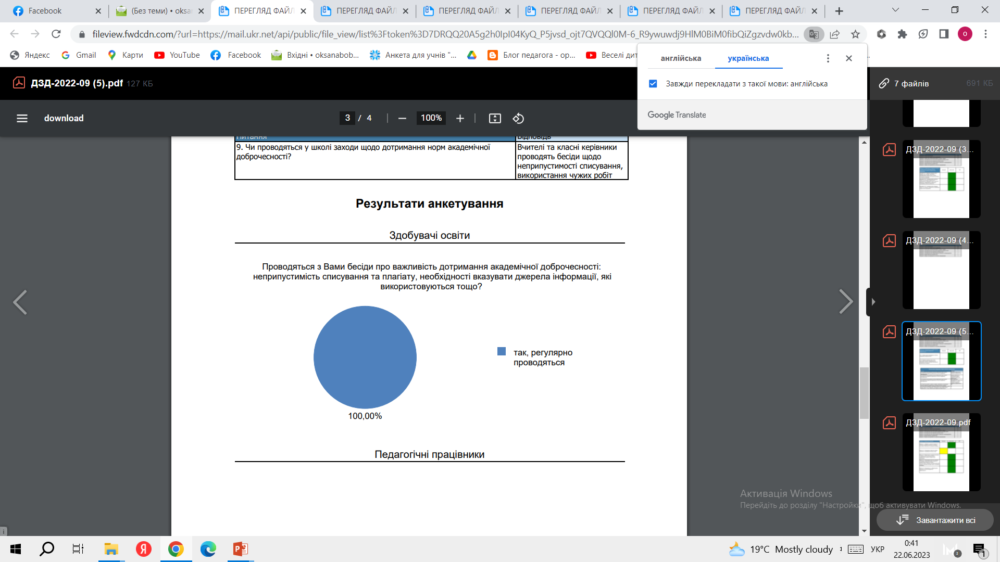 Facebook
(Без теми) • oksa
ПЕРЕГЛЯД ФАЙЛ
ПЕРЕГЛЯД ФАЙЛ
ПЕРЕГЛЯД ФАЙЛ
ПЕРЕГЛЯД ФАЙЛ
ПЕРЕГЛЯД ФАЙЛ
ПЕРЕГЛЯД ФАЙЛ
fileview.fwdcdn.com/?url=https://mail.ukr.net/api/public/file_view/list%3Ftoken%3D7DRQQ20A5g2h0IpI04KyQ_P5jvsd_ojt7QVQQl0M-6_R9ywuwdj9HlM0BiM0fibQiZgzvdw0kb...
о
Яндекс
Gmail
Карти
YouTube
Facebook
Вхідні • oksanabob...
Анкета для учнів "...
Блог педагога - ор...
Веселі дит
англійська
українська
Завжди перекладати з такої мови: англійська
Google Translate
ДЗД-2022-09 (5).pdf 127 КБ
7 файлів
691 КБ
download
3 / 4
100%
Питання
Відповідь
9. Чи проводяться у школі заходи щодо дотримання норм академічної
доброчесності?
Вчителі та класні керівники
проводять бесіди щодо
неприпустимості списування,
використання чужих робіт
Результати анкетування
Здобувачі освіти
Проводяться з Вами бесіди про важливість дотримання академічної доброчесності:
неприпустимість списування та плагіату, необхідності вказувати джерела інформації, які
використовуються тощо?
так, регулярно
проводяться
100,00%
Педагогічні працівники
ДЗД-2022-09 (3...
ДЗД-2022-09 (4...
ДЗД-2022-09 (5...
ДЗД-2022-09.pdf
Активація Windows
Перейдіть до розділу "Настройки", щоб активувати Windows.
Завантажити всі
19°C Mostly cloudy
УКР
0:41
22.06.2023
3
1